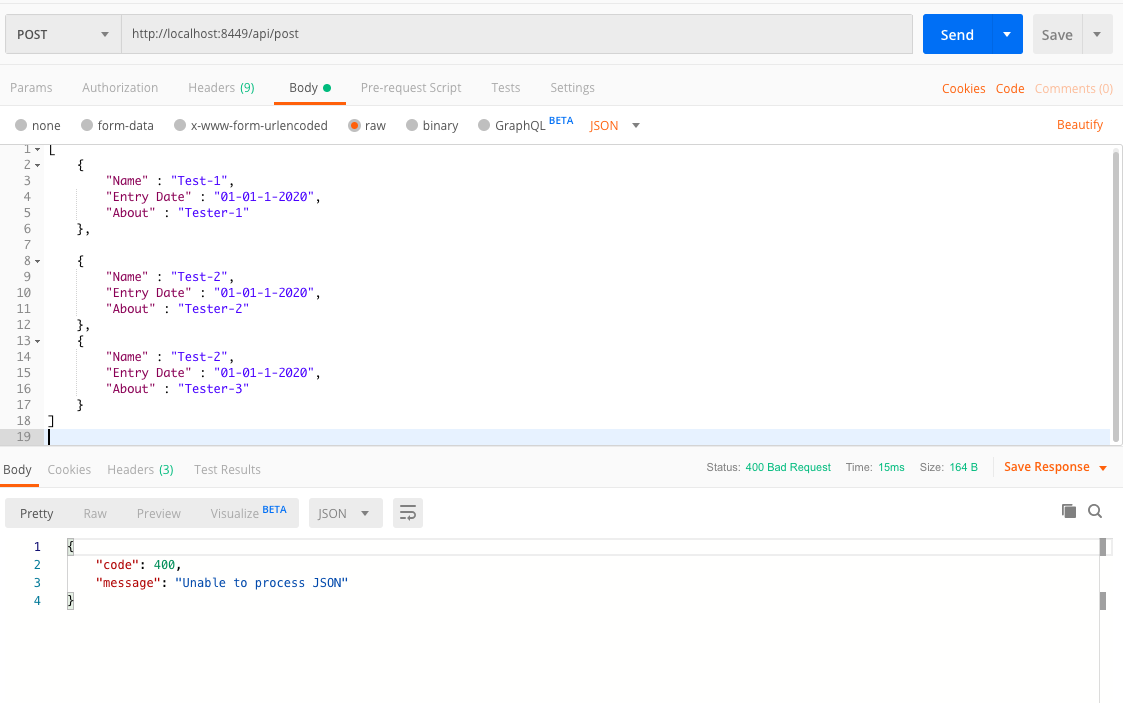 POST http://localhost:8449/api/post Send Save
Params Authorization Headers (9) Body Pre-request Script Tests Settings Cookies Code Comments (0)
none form-data x-www-form-urlencoded raw binary GraphQL BETA JSON Beautify
1 [
2 {
3 "Name" : "Test-1",
4 "Entry Date" : "01-01-1-2020",
5 "About" : "Tester-1"
6 },
7
8 {
9 "Name" : "Test-2",
10 "Entry Date" : "01-01-1-2020",
11 "About" : "Tester-2"
12 },
13 {
14 "Name" : "Test-2",
15 "Entry Date" : "01-01-1-2020",
16 "About" : "Tester-3"
17 }
18 ]
19
Body Cookies Headers (3) Test Results Status: 400 Bad Request Time: 15ms Size: 164 B Save Response
Pretty Raw Preview Visualize BETA JSON
1 {
2 "code": 400,
3 "message": "Unable to process JSON"
4 }